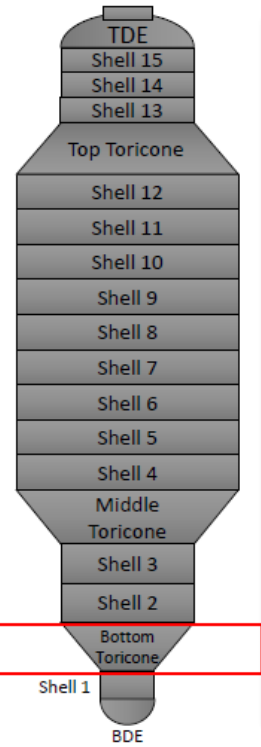 TDE
Shell 15
Shell 14
Shell 13
Top Toricone
Shell 12
Shell 11
Shell 10
Shell 9
Shell 8
Shell 7
Shell 6
Shell 5
Shell 4
Middle
Toricone
Shell 3
Shell 2
Bottom
Toricone
Shell 1
BDE